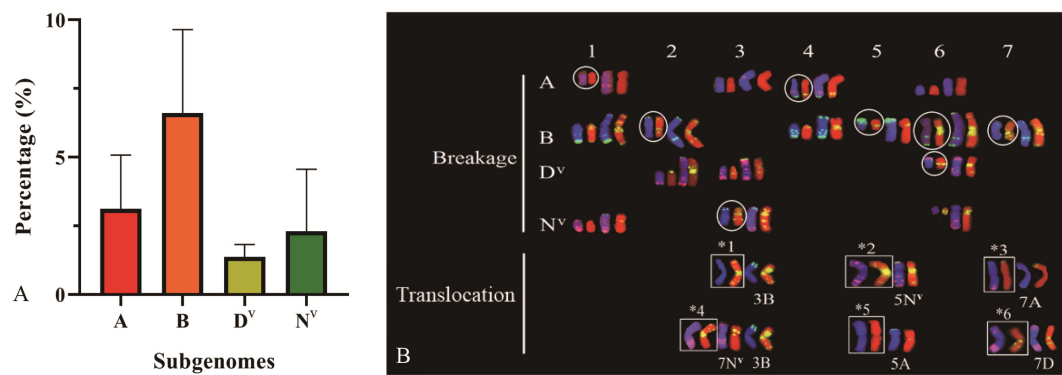 10
5
0
Percentage (%)
A B Dᵛ Nᵛ
Subgenomes
A
1 2 3 4 5 6 7
A
B
Dᵛ
Nᵛ
Breakage
*1 *2 *3
3B 5Nᵛ 7A
Translocation
*4 *5 *6
7Nᵛ 3B 5A 7D
B